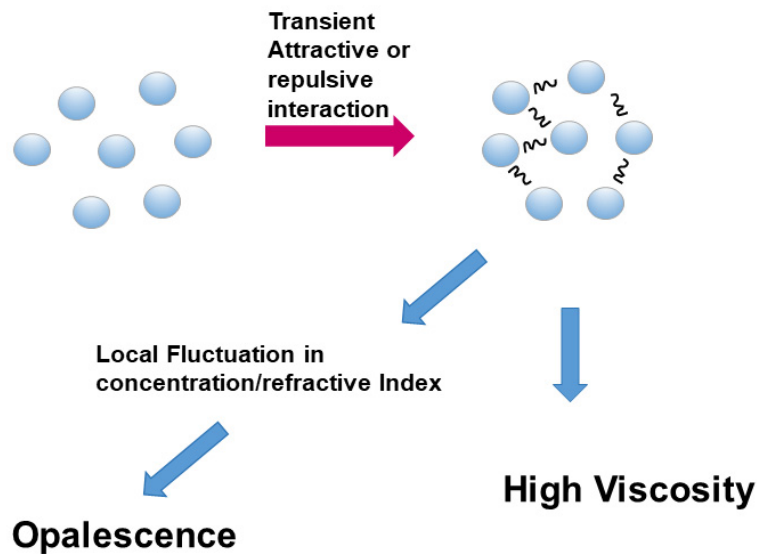 Transient
Attractive or
repulsive
interaction
Local Fluctuation in
concentration/refractive Index
High Viscosity
Opalescence